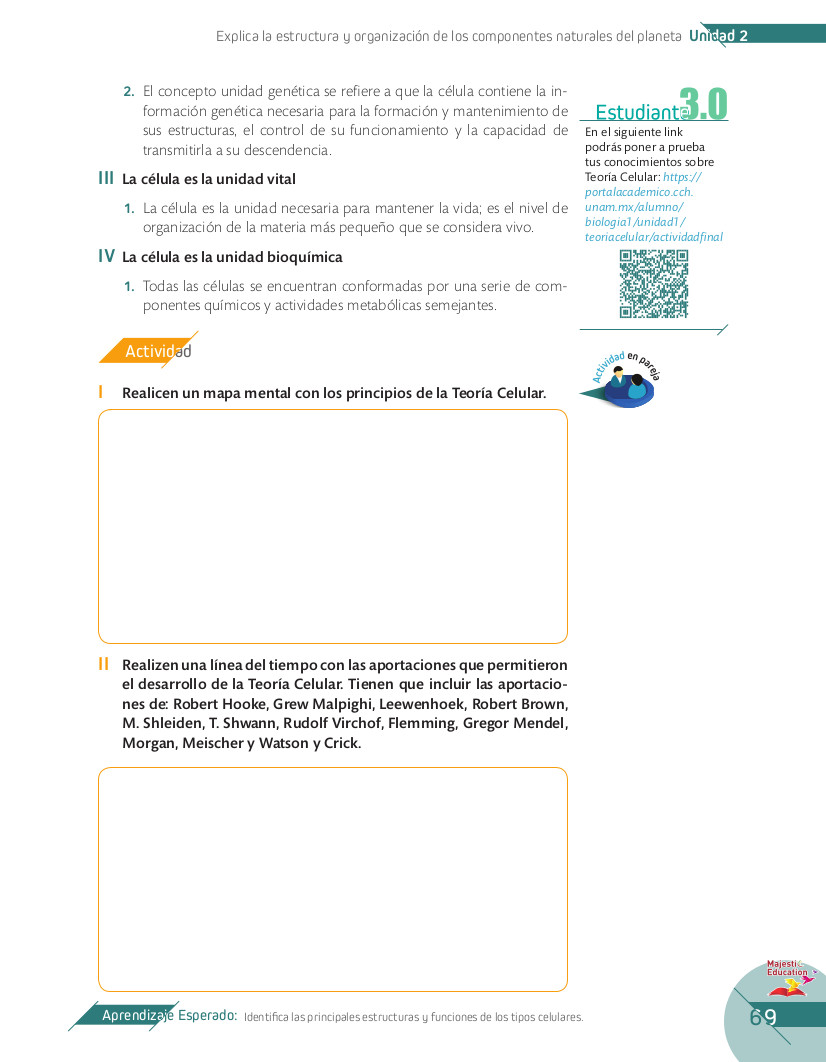 Explica la estructura y organización de los componentes naturales del planeta Unidad 2
2. El concepto unidad genética se refiere a que la célula contiene la in-
formación genética necesaria para la formación y mantenimiento de
sus estructuras, el control de su funcionamiento y la capacidad de
transmitirla a su descendencia.
III La célula es la unidad vital
1. La célula es la unidad necesaria para mantener la vida; es el nivel de
organización de la materia más pequeño que se considera vivo.
IV La célula es la unidad bioquímica
1. Todas las células se encuentran conformadas por una serie de com-
ponentes químicos y actividades metabólicas semejantes.
Estudiante 3.0
En el siguiente link
podrás poner a prueba
tus conocimientos sobre
Teoría Celular: https://
portalacademico.cch.
unam.mx/alumno/
biologia1/unidad1/
teoriacelular/actividadfinal
Actividad
Actividad en pareja
I Realicen un mapa mental con los principios de la Teoría Celular.
II Realizen una línea del tiempo con las aportaciones que permitieron
el desarrollo de la Teoría Celular. Tienen que incluir las aportacio-
nes de: Robert Hooke, Grew Malpighi, Leewenhoek, Robert Brown,
M. Shleiden, T. Shwann, Rudolf Virchof, Flemming, Gregor Mendel,
Morgan, Meischer y Watson y Crick.
Majestic
Education
Aprendizaje Esperado: Identifica las principales estructuras y funciones de los tipos celulares.
69